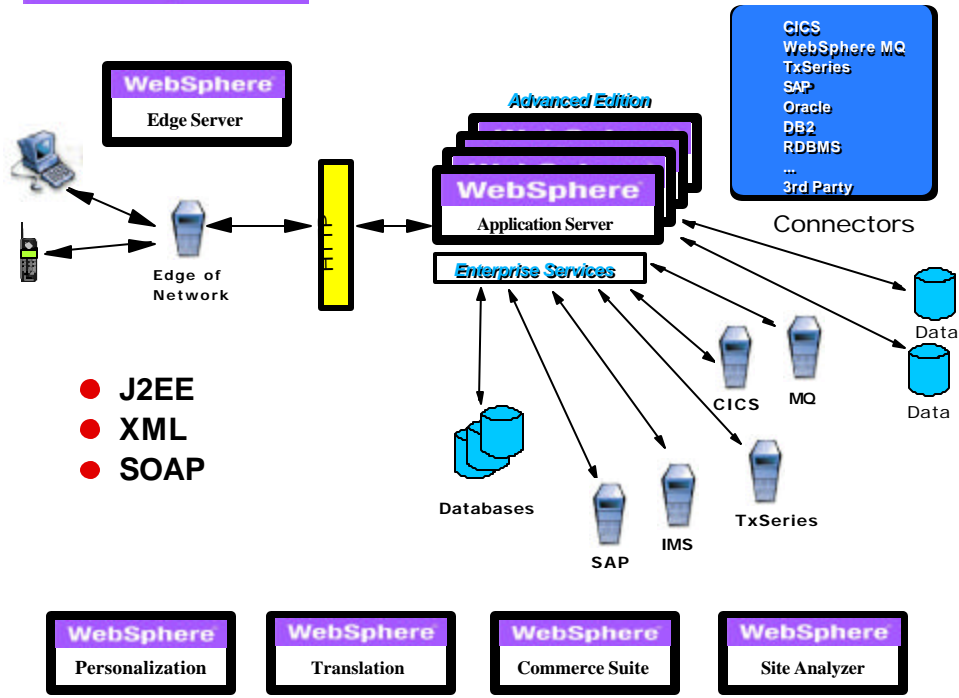 WebSphere
Edge Server
Advanced Edition
WebSphere
Application Server
Enterprise Services
HTTP
Edge of
Network
CICS
WebSphere MQ
TxSeries
SAP
Oracle
DB2
RDBMS
...
3rd Party
Connectors
Data
Data
J2EE
XML
SOAP
Databases
SAP
IMS
TxSeries
CICS
MQ
WebSphere
Personalization
WebSphere
Translation
WebSphere
Commerce Suite
WebSphere
Site Analyzer